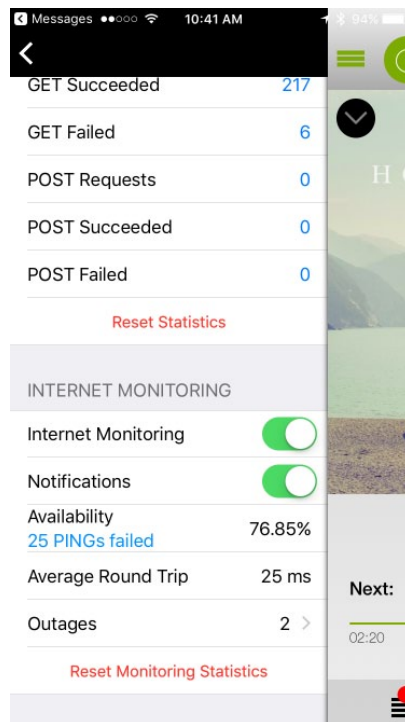 Messages 10:41 AM 94%
GET Succeeded 217
GET Failed 6
POST Requests 0
POST Succeeded 0
POST Failed 0
Reset Statistics
INTERNET MONITORING
Internet Monitoring
Notifications
Availability
25 PINGs failed 76.85%
Average Round Trip 25 ms
Outages 2
Reset Monitoring Statistics
H
Next:
02:20